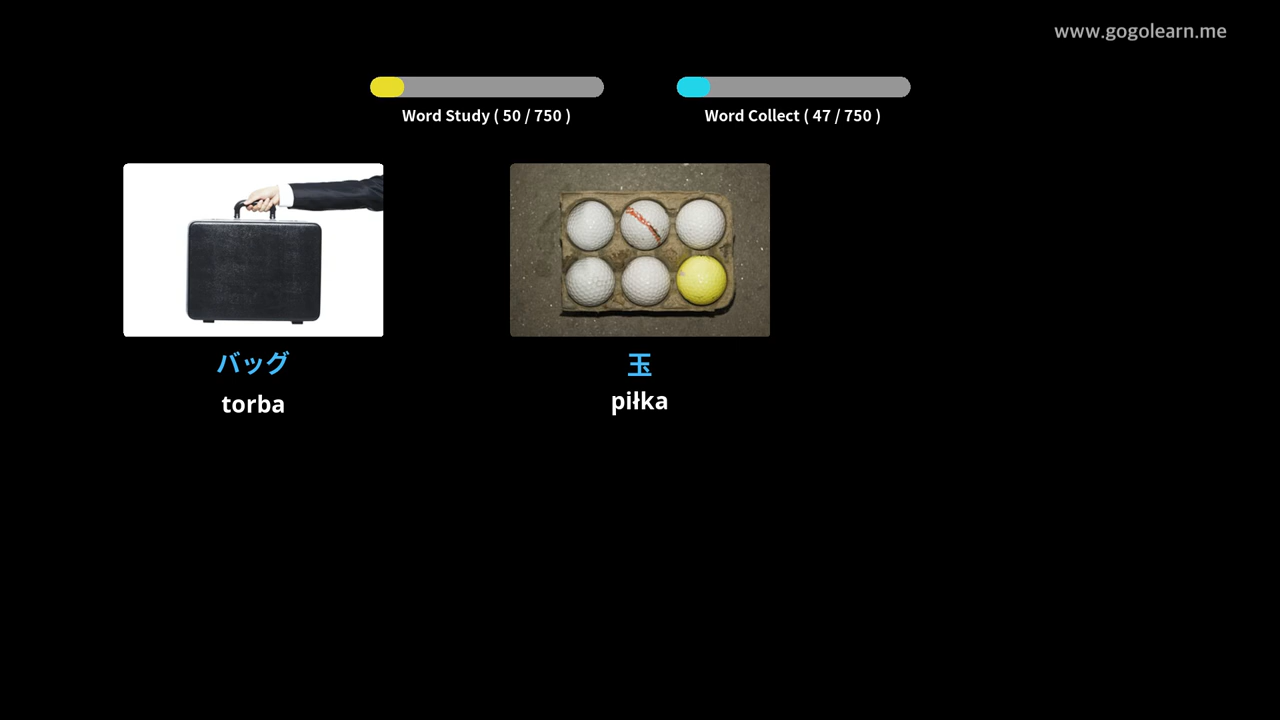 www.gogolearn.me
Word Study ( 50 / 750 )
Word Collect ( 47 / 750 )
バッグ
torba
玉
piłka